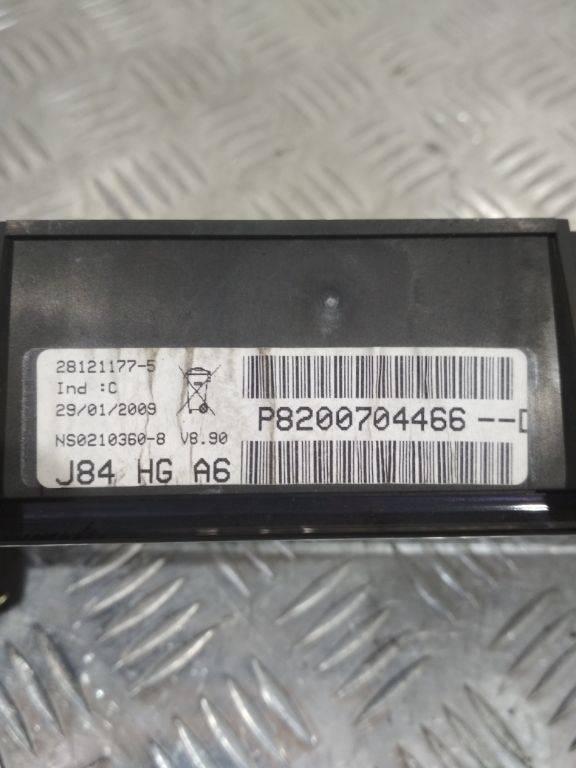 28121177-5
Ind :C
29/01/2009
NS0210360-8 V8.90
J84 HG A6
P8200704466--D